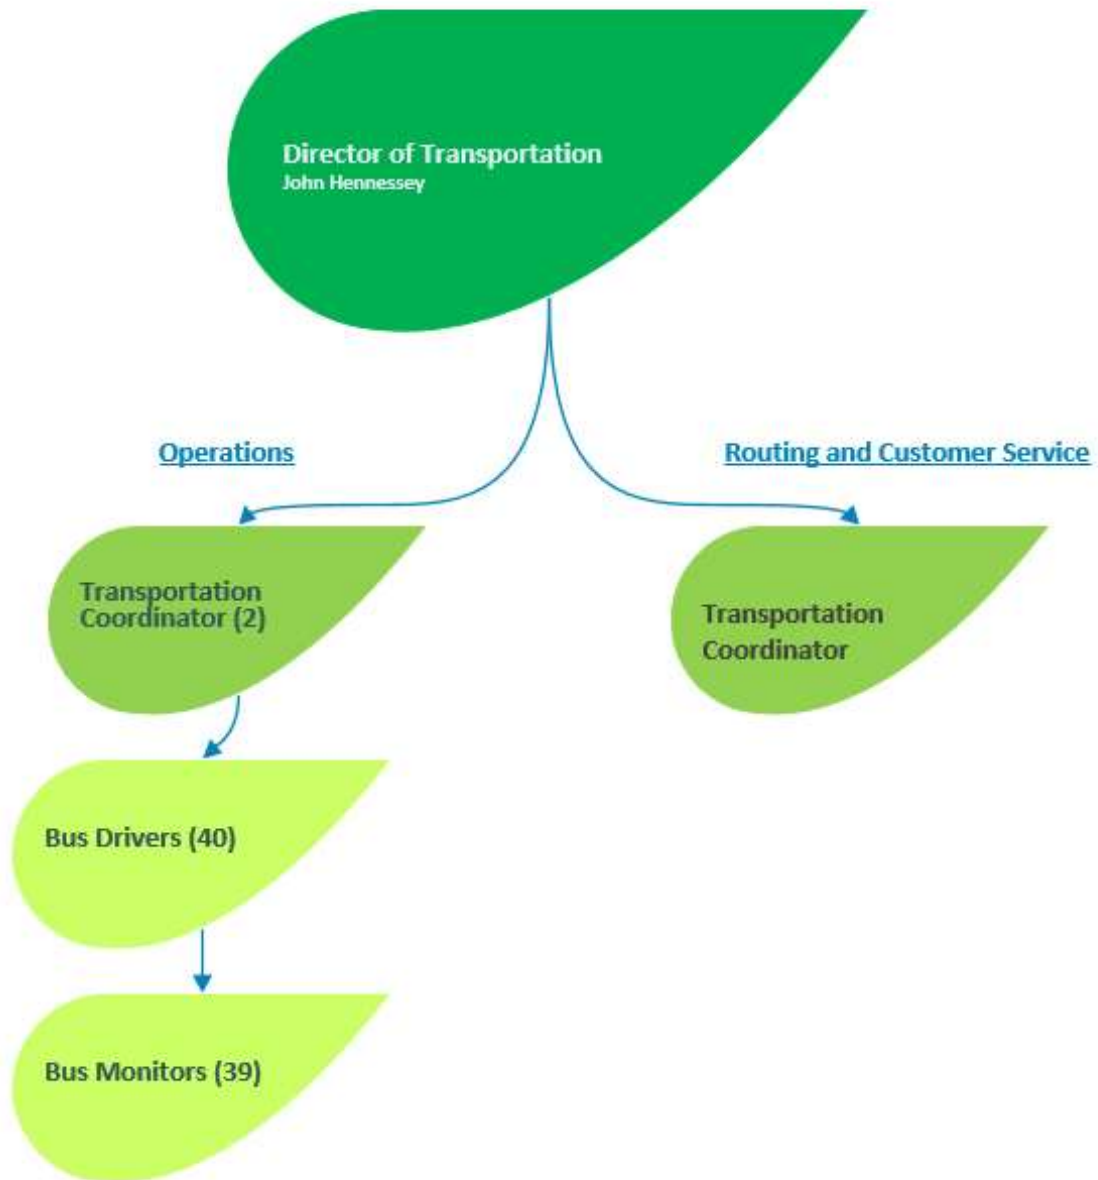 Director of Transportation
John Hennessey
Operations
Routing and Customer Service
Transportation
Coordinator (2)
Transportation
Coordinator
Bus Drivers (40)
Bus Monitors (39)